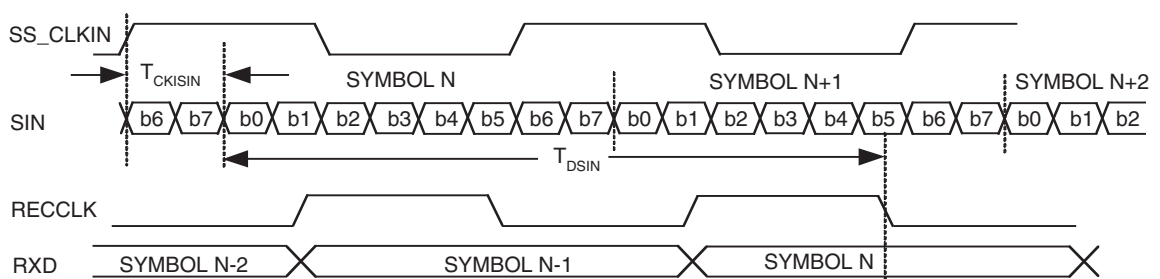 SS_CLKIN
T_CKISIN SYMBOL N SYMBOL N+1 SYMBOL N+2
SIN b6 b7 b0 b1 b2 b3 b4 b5 b6 b7 b0 b1 b2 b3 b4 b5 b6 b7 b0 b1 b2
T_DSIN
RECCLK
RXD SYMBOL N-2 SYMBOL N-1 SYMBOL N